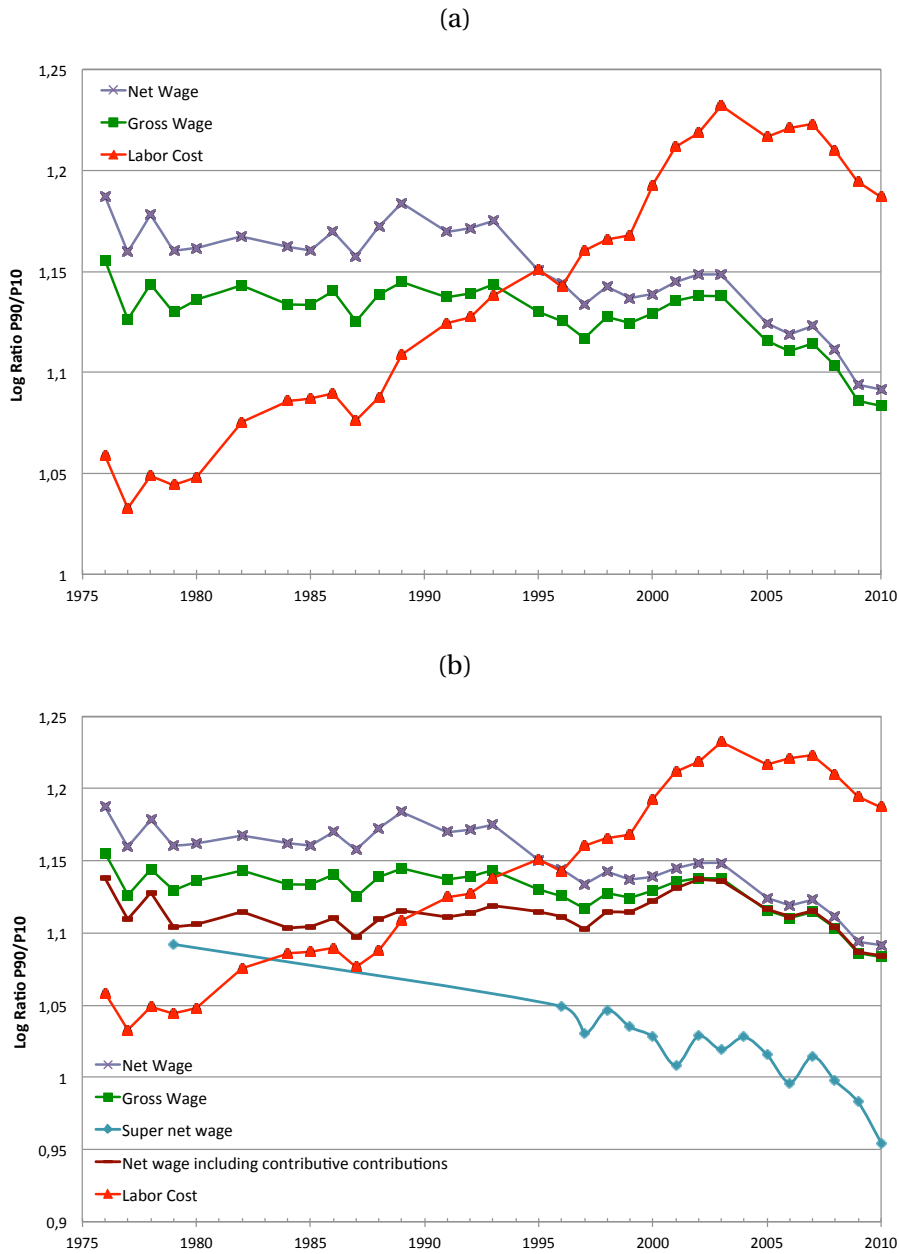 (a)
1,25
Net Wage
Gross Wage
Labor Cost
1,2
1,15
1,1
1,05
1
Log Ratio P90/P10
1975 1980 1985 1990 1995 2000 2005 2010
(b)
1,25
1,2
1,15
1,1
1,05
1
0,95
0,9
Log Ratio P90/P10
Net Wage
Gross Wage
Super net wage
Net wage including contributive contributions
Labor Cost
1975 1980 1985 1990 1995 2000 2005 2010